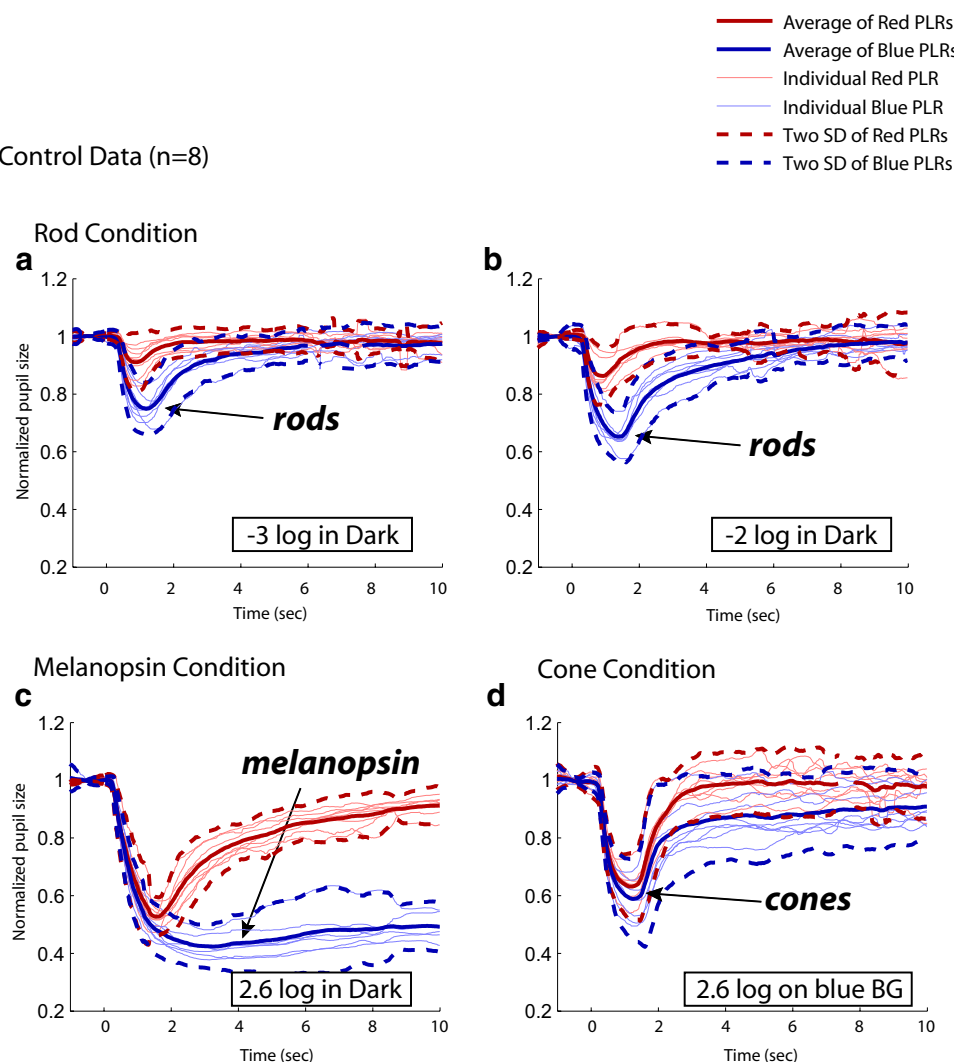 Average of Red PLRs
Average of Blue PLRs
Individual Red PLR
Individual Blue PLR
Two SD of Red PLRs
Two SD of Blue PLRs
Control Data (n=8)
Rod Condition
a
1.2
1
0.8
0.6
0.4
0.2
Normalized pupil size
rods
-3 log in Dark
0 2 4 6 8 10
Time (sec)
b
1.2
1
0.8
0.6
0.4
0.2
rods
-2 log in Dark
0 2 4 6 8 10
Time (sec)
Melanopsin Condition
c
1.2
1
0.8
0.6
0.4
0.2
Normalized pupil size
melanopsin
2.6 log in Dark
0 2 4 6 8 10
Time (sec)
Cone Condition
d
1.2
1
0.8
0.6
0.4
0.2
cones
2.6 log on blue BG
0 2 4 6 8 10
Time (sec)